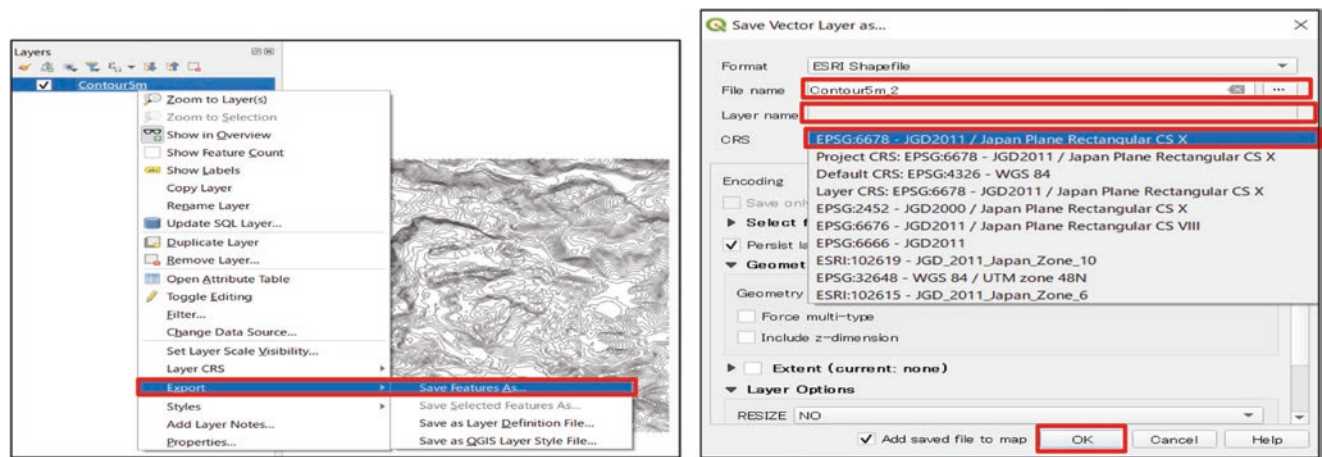 Layers
Contour5m
Zoom to Layer(s)
Zoom to Selection
Show in Overview
Show Feature Count
abc Show Labels
Copy Layer
Rename Layer
Update SQL Layer...
Duplicate Layer
Remove Layer...
Open Attribute Table
Toggle Editing
Filter...
Change Data Source...
Set Layer Scale Visibility...
Layer CRS
Export
Styles
Add Layer Notes...
Properties...
Save Features As...
Save Selected Features As...
Save as Layer Definition File...
Save as QGIS Layer Style File...
Save Vector Layer as...
Format ESRI Shapefile
File name Contour5m_2 ...
Layer name
CRS EPSG:6678 - JGD2011 / Japan Plane Rectangular CS X
Project CRS: EPSG:6678 - JGD2011 / Japan Plane Rectangular CS X
Default CRS: EPSG:4326 - WGS 84
Layer CRS: EPSG:6678 - JGD2011 / Japan Plane Rectangular CS X
EPSG:2452 - JGD2000 / Japan Plane Rectangular CS X
EPSG:6676 - JGD2011 / Japan Plane Rectangular CS VIII
EPSG:6666 - JGD2011
ESRI:102619 - JGD_2011_Japan_Zone_10
EPSG:32648 - WGS 84 / UTM zone 48N
ESRI:102615 - JGD_2011_Japan_Zone_6
Encoding
Save onl
Select f
Persist la
Geomet
Geometry
Force multi-type
Include z-dimension
Extent (current: none)
Layer Options
RESIZE NO
Add saved file to map OK Cancel Help